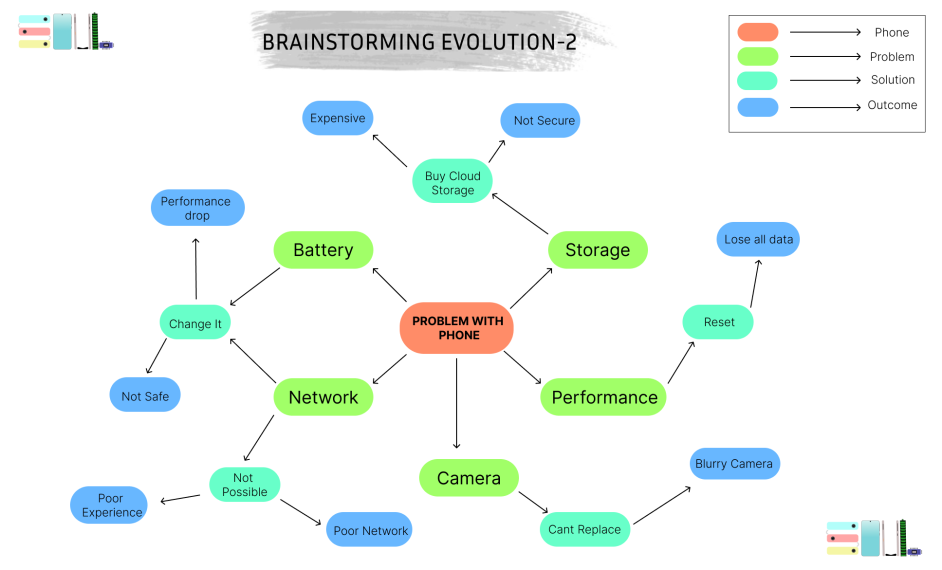 BRAINSTORMING EVOLUTION-2
Phone
Problem
Solution
Outcome
Expensive
Not Secure
Buy Cloud
Storage
Performance
drop
Battery
Storage
Lose all data
Change It
PROBLEM WITH
PHONE
Reset
Not Safe
Network
Performance
Not
Possible
Camera
Blurry Camera
Poor
Experience
Poor Network
Cant Replace